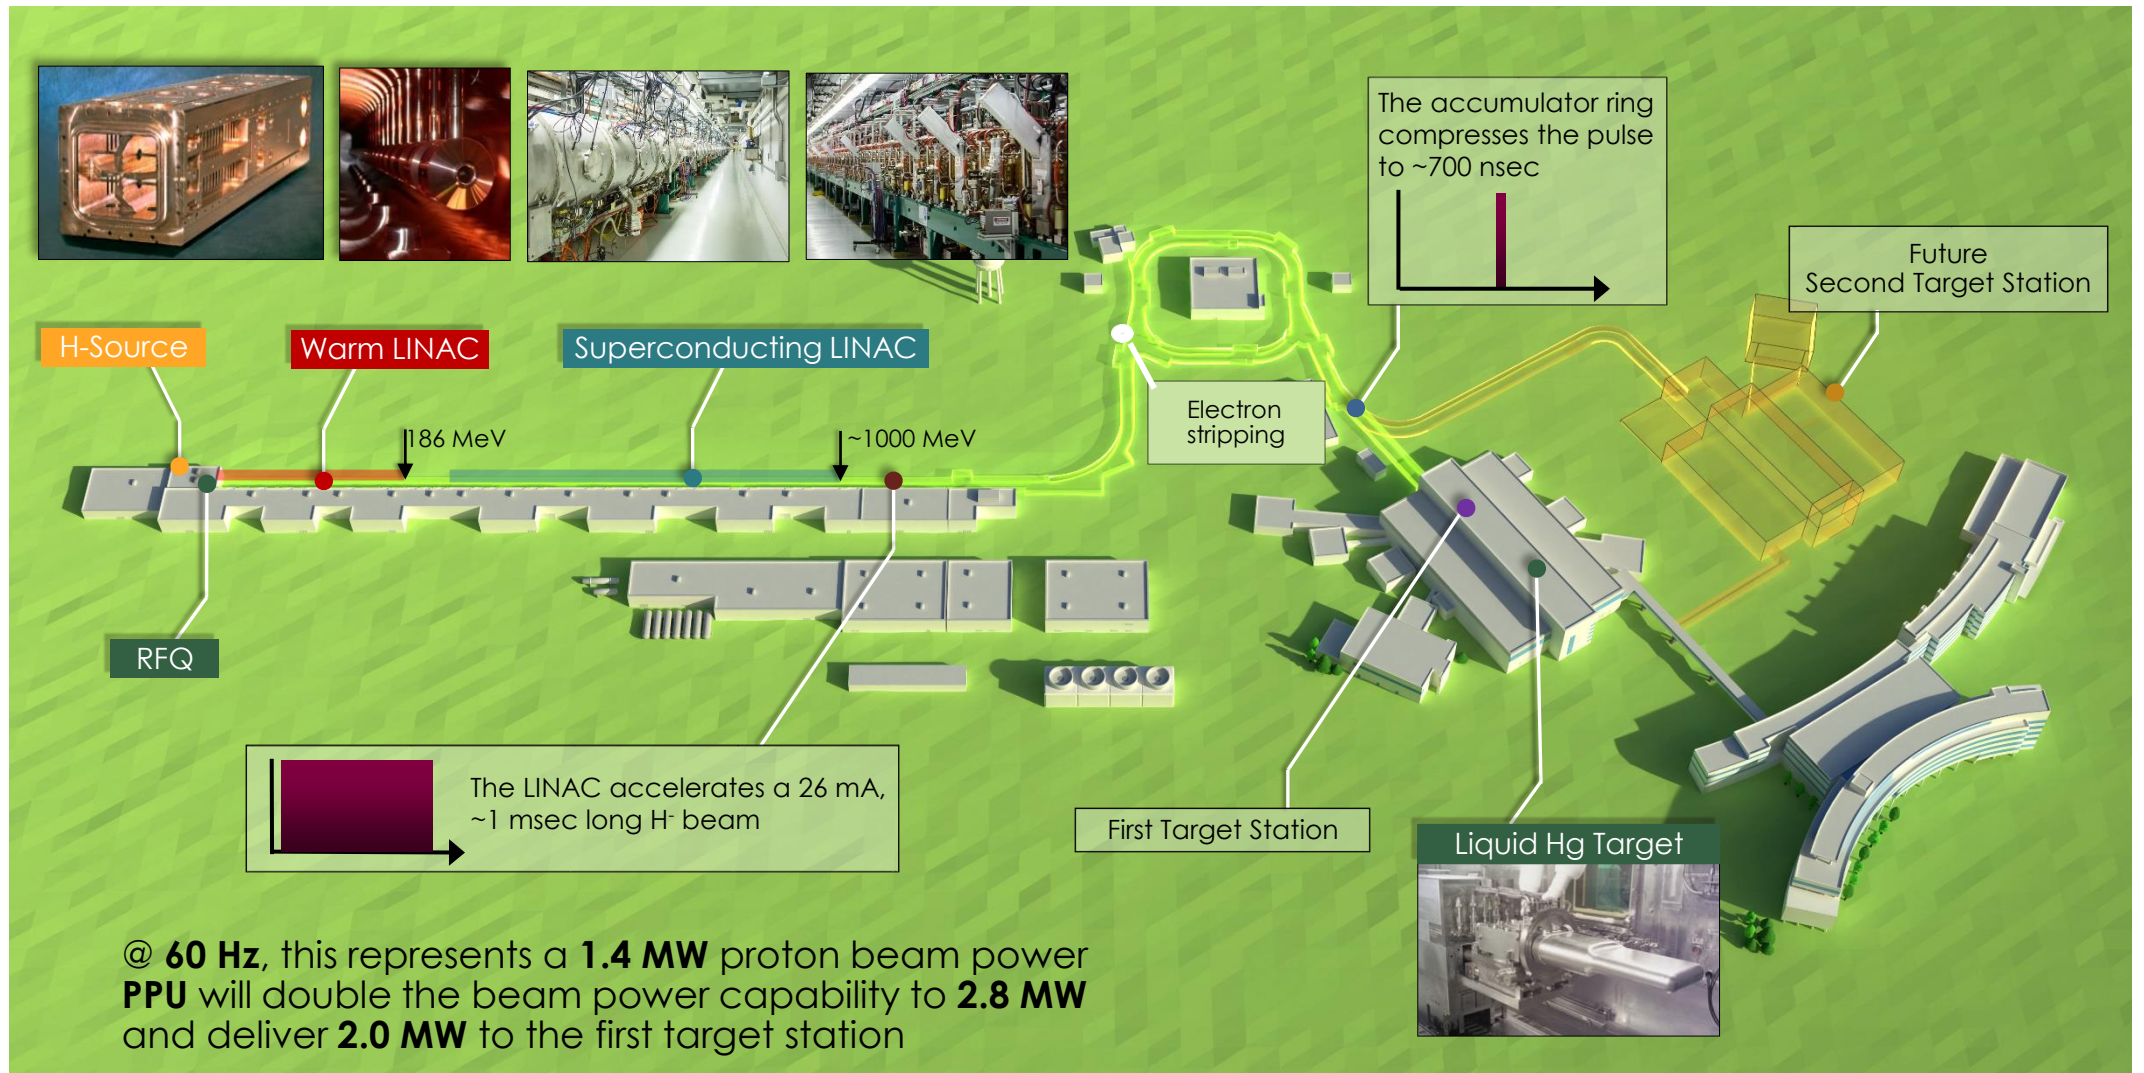 The accumulator ring
compresses the pulse
to ~700 nsec
Future
Second Target Station
H-Source
Warm LINAC
Superconducting LINAC
Electron
stripping
186 MeV
~1000 MeV
RFQ
The LINAC accelerates a 26 mA,
~1 msec long H⁻ beam
First Target Station
Liquid Hg Target
@ 60 Hz, this represents a 1.4 MW proton beam power
PPU will double the beam power capability to 2.8 MW
and deliver 2.0 MW to the first target station